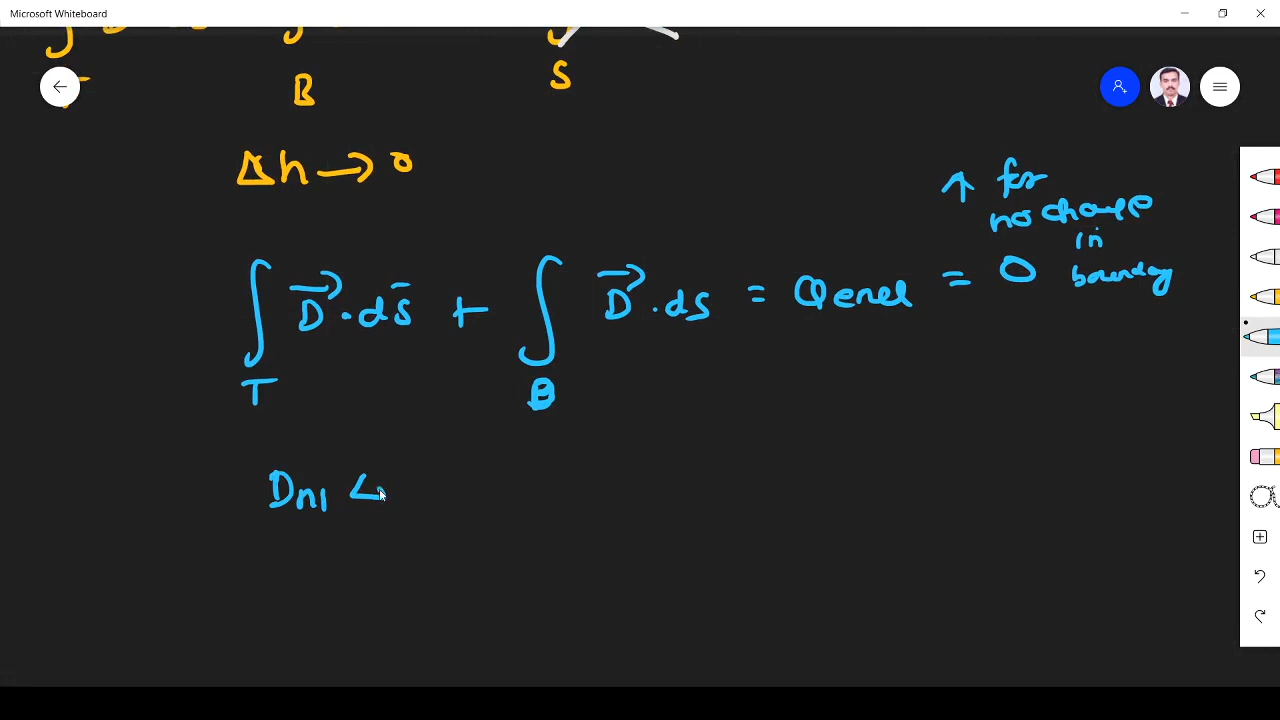 Microsoft Whiteboard
B
S
Δh → 0
↑ for
no charge
in
boundary
∫ D⃗ · ds̄ + ∫ D⃗ · ds = Qencl = 0
T B
Dn1